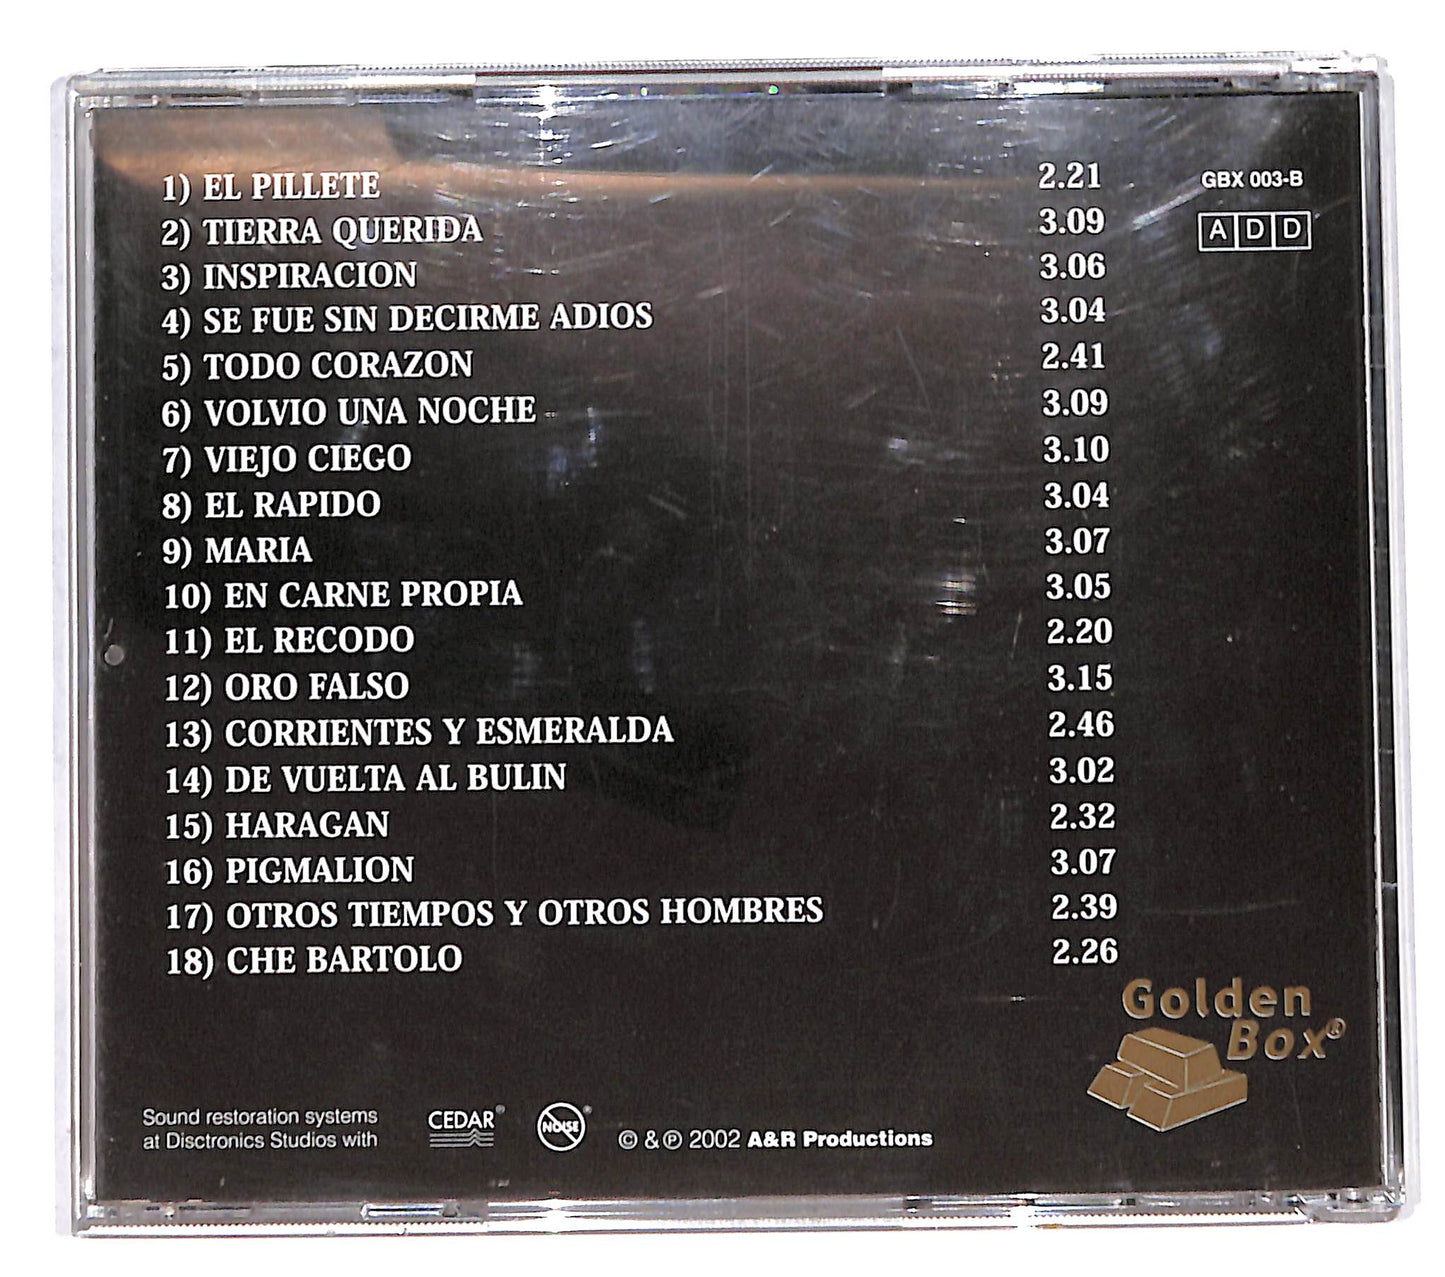 1) EL PILLETE 2.21
2) TIERRA QUERIDA 3.09
3) INSPIRACION 3.06
4) SE FUE SIN DECIRME ADIOS 3.04
5) TODO CORAZON 2.41
6) VOLVIO UNA NOCHE 3.09
7) VIEJO CIEGO 3.10
8) EL RAPIDO 3.04
9) MARIA 3.07
10) EN CARNE PROPIA 3.05
11) EL RECODO 2.20
12) ORO FALSO 3.15
13) CORRIENTES Y ESMERALDA 2.46
14) DE VUELTA AL BULIN 3.02
15) HARAGAN 2.32
16) PIGMALION 3.07
17) OTROS TIEMPOS Y OTROS HOMBRES 2.39
18) CHE BARTOLO 2.26
GBX 003-B
A D D
Golden
Box®
Sound restoration systems
at Disctronics Studios with
CEDAR®
NOISE®
© & ℗ 2002 A&R Productions